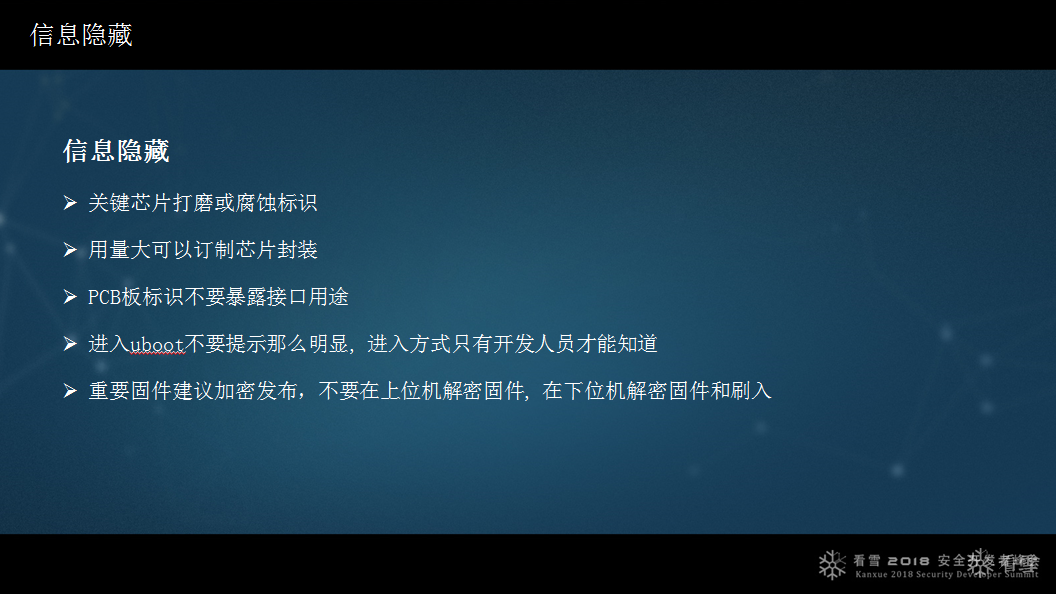 信息隐藏
信息隐藏
关键芯片打磨或腐蚀标识
用量大可以订制芯片封装
PCB板标识不要暴露接口用途
进入uboot不要提示那么明显, 进入方式只有开发人员才能知道
重要固件建议加密发布，不要在上位机解密固件, 在下位机解密固件和刷入
看雪 2018 安全开发者峰会
Kanxue 2018 Security Developer Summit
看雪